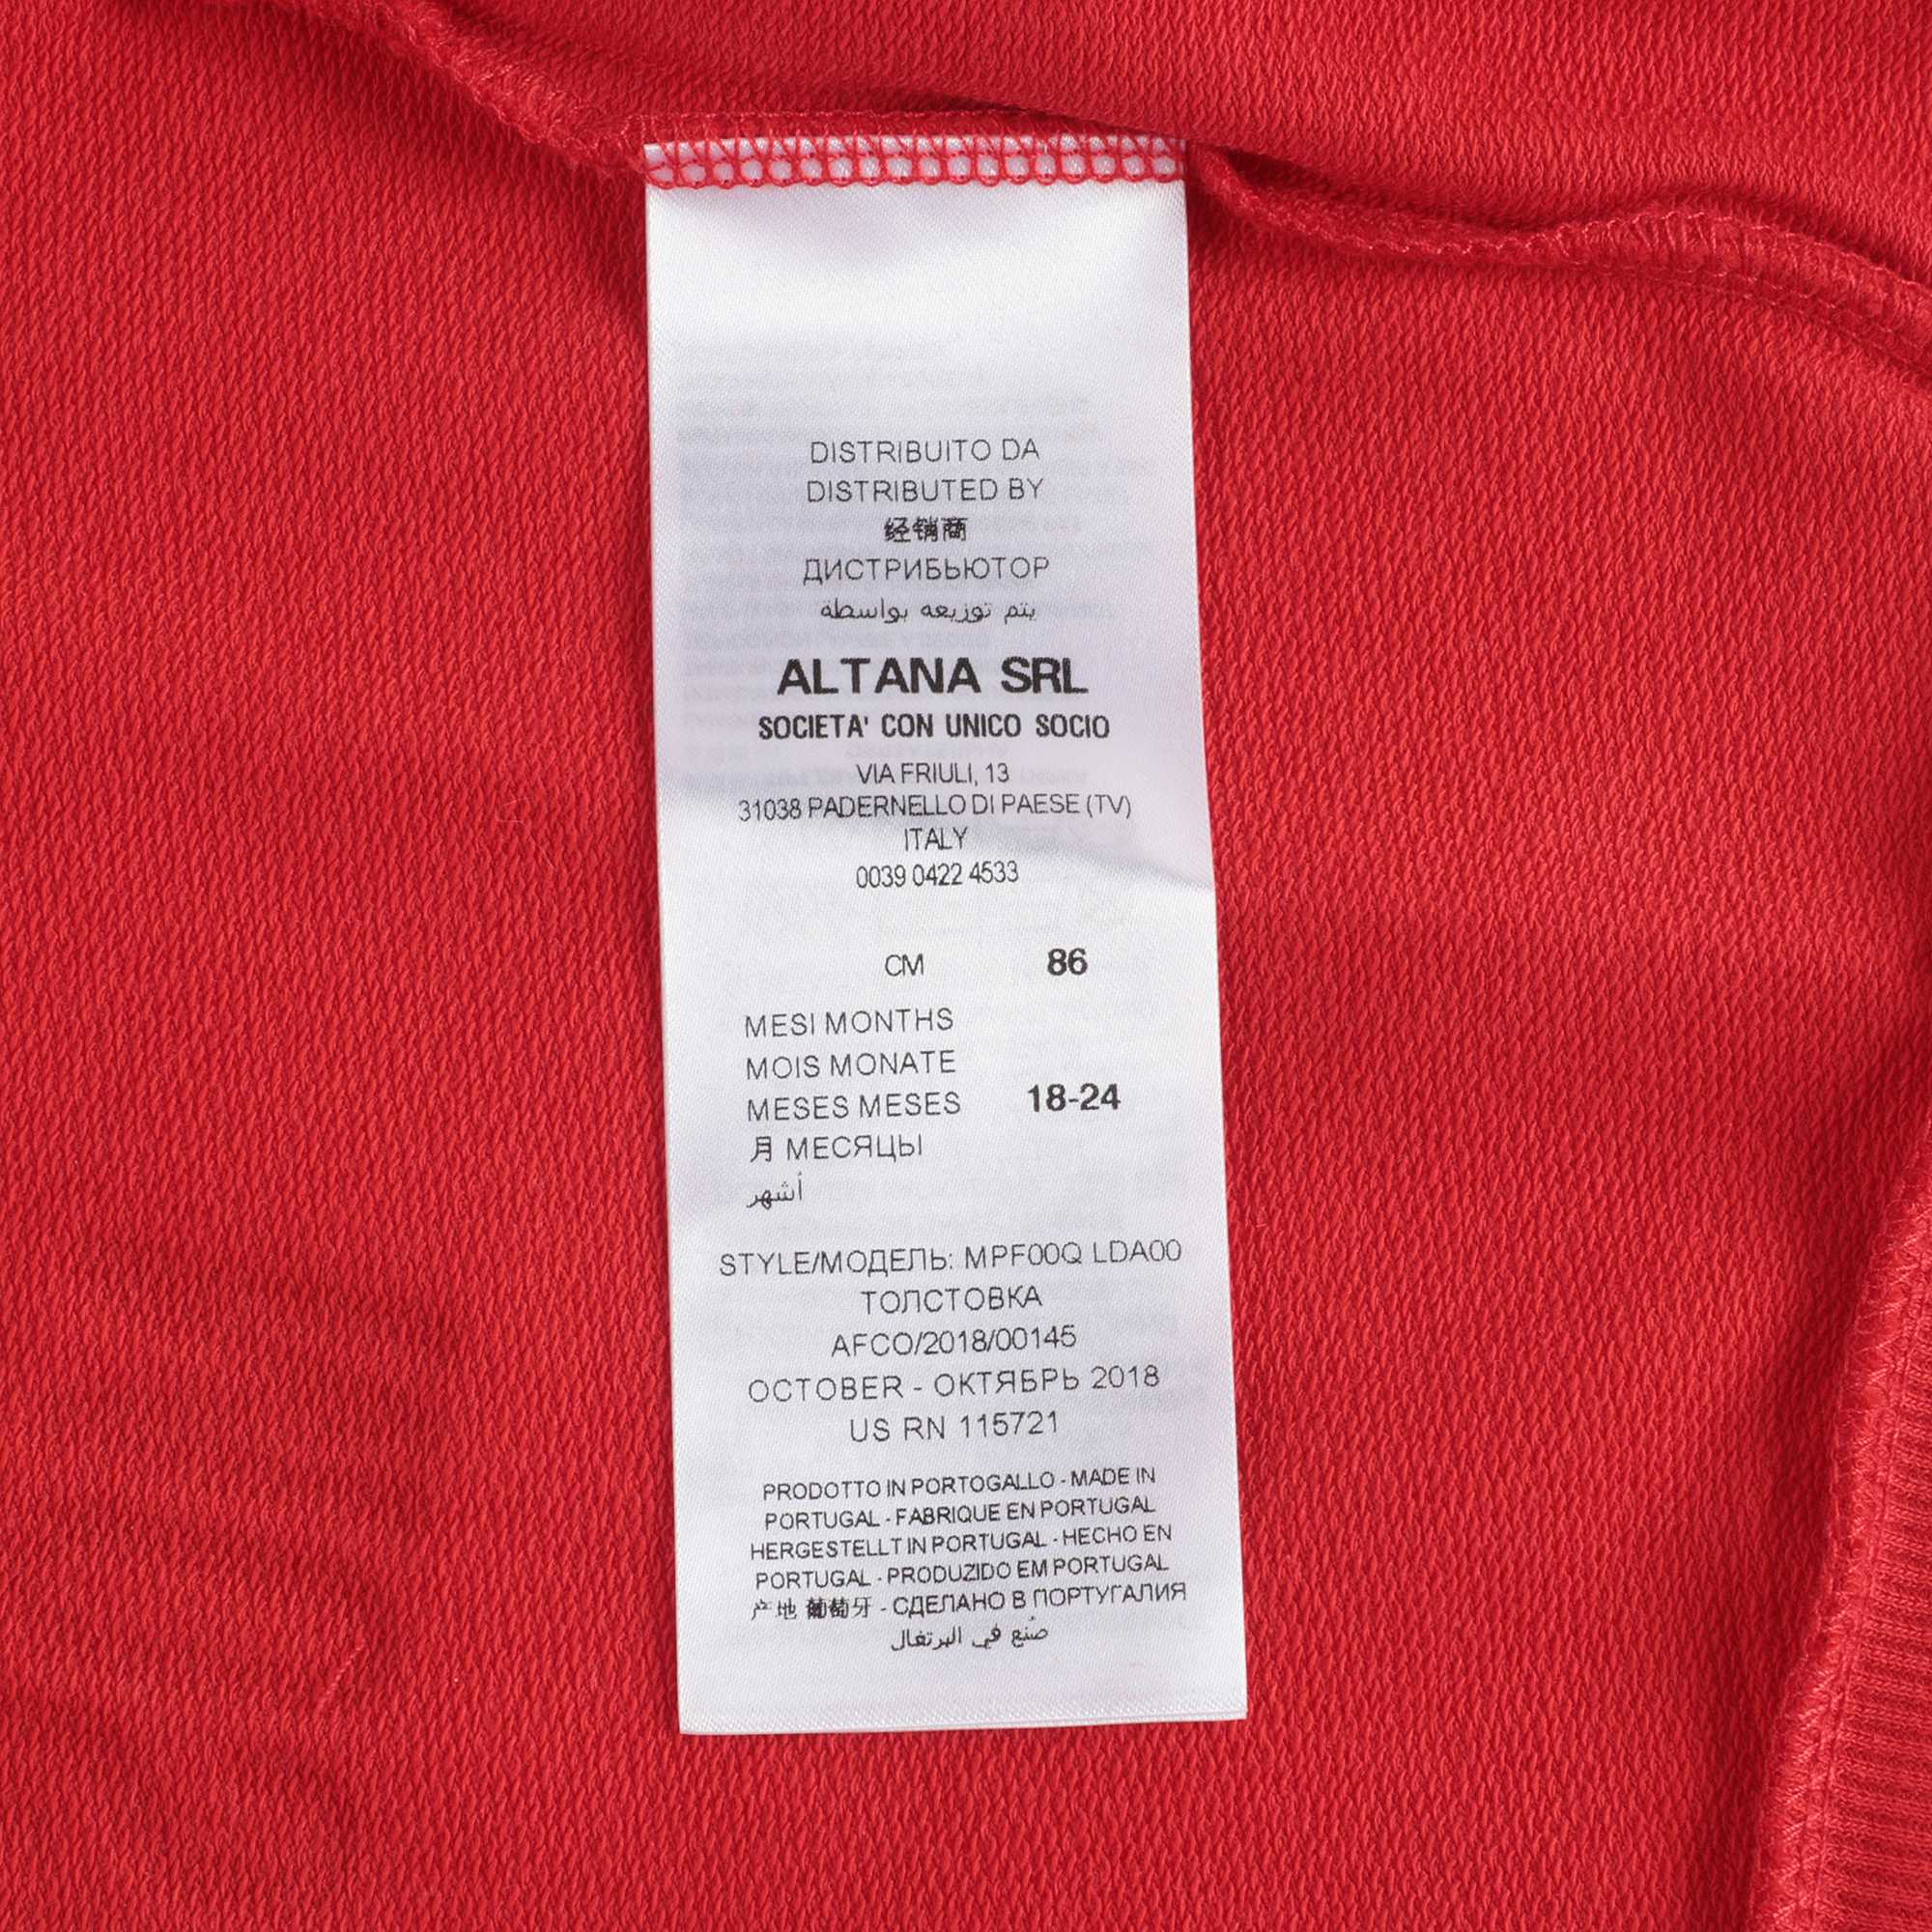 DISTRIBUITO DA
DISTRIBUTED BY
经销商
ДИСТРИБЬЮТОР
يتم توزيعه بواسطة
ALTANA SRL
SOCIETA' CON UNICO SOCIO
VIA FRIULI, 13
31038 PADERNELLO DI PAESE (TV)
ITALY
0039 0422 4533
CM 86
MESI MONTHS
MOIS MONATE
MESES MESES 18-24
月 МЕСЯЦЫ
أشهر
STYLE/МОДЕЛЬ: MPF00Q LDA00
ТОЛСТОВКА
AFCO/2018/00145
OCTOBER - ОКТЯБРЬ 2018
US RN 115721
PRODOTTO IN PORTOGALLO - MADE IN
PORTUGAL - FABRIQUE EN PORTUGAL
HERGESTELLT IN PORTUGAL - HECHO EN
PORTUGAL - PRODUZIDO EM PORTUGAL
产地 葡萄牙 - СДЕЛАНО В ПОРТУГАЛИЯ
صُنع في البرتغال